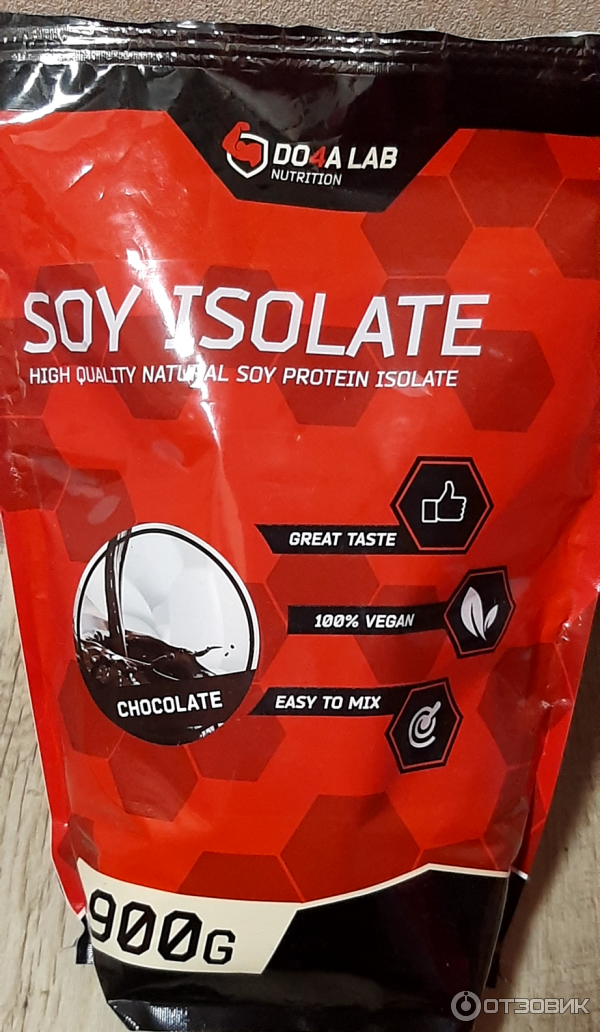 DO4A LAB
NUTRITION
SOY ISOLATE
HIGH QUALITY NATURAL SOY PROTEIN ISOLATE
GREAT TASTE
100% VEGAN
EASY TO MIX
CHOCOLATE
900G
ОТЗОВИК